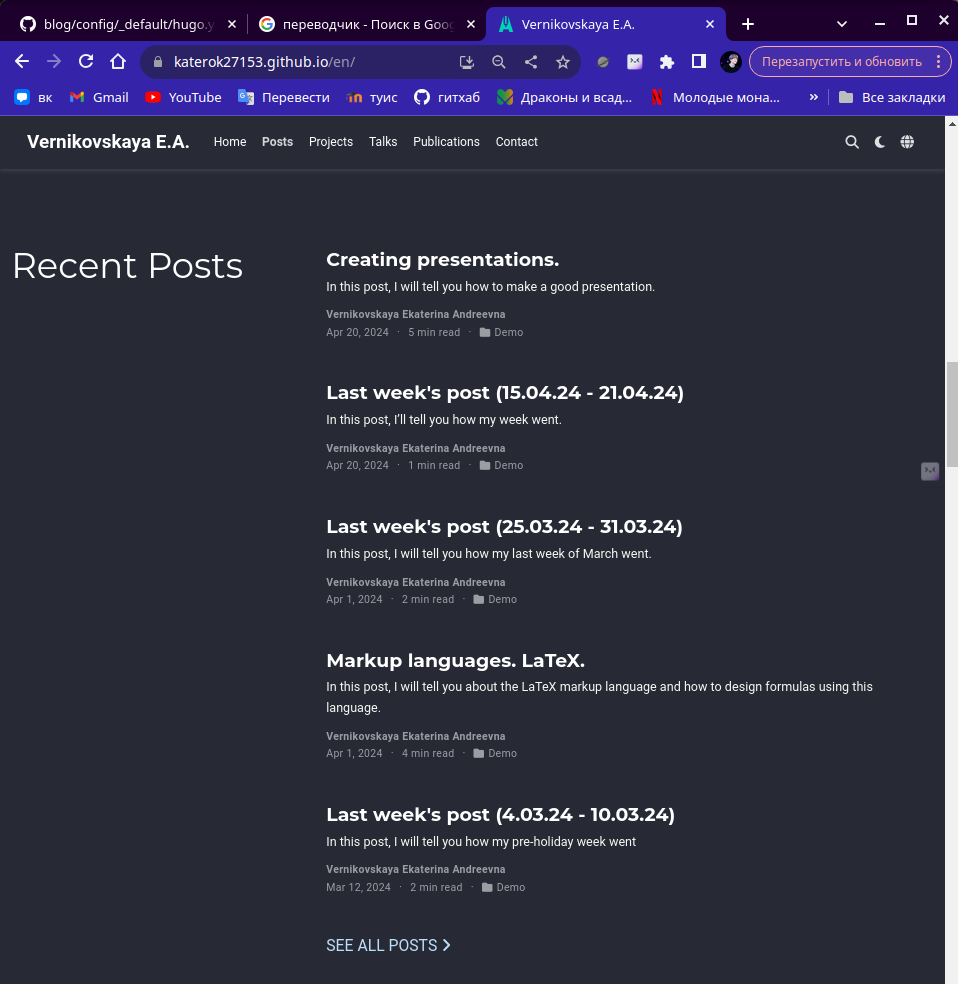 blog/config/_default/hugo.y
переводчик - Поиск в Goo
Vernikovskaya E.A.
katerok27153.github.io/en/
Перезапустить и обновить
вк
Gmail
YouTube
Перевести
туис
гитхаб
Драконы и всад...
Молодые мона...
»
Все закладки
Vernikovskaya E.A.
Home
Posts
Projects
Talks
Publications
Contact
Recent Posts
Creating presentations.
In this post, I will tell you how to make a good presentation.
Vernikovskaya Ekaterina Andreevna
Apr 20, 2024 · 5 min read · Demo
Last week's post (15.04.24 - 21.04.24)
In this post, I'll tell you how my week went.
Vernikovskaya Ekaterina Andreevna
Apr 20, 2024 · 1 min read · Demo
Last week's post (25.03.24 - 31.03.24)
In this post, I will tell you how my last week of March went.
Vernikovskaya Ekaterina Andreevna
Apr 1, 2024 · 2 min read · Demo
Markup languages. LaTeX.
In this post, I will tell you about the LaTeX markup language and how to design formulas using this
language.
Vernikovskaya Ekaterina Andreevna
Apr 1, 2024 · 4 min read · Demo
Last week's post (4.03.24 - 10.03.24)
In this post, I will tell you how my pre-holiday week went
Vernikovskaya Ekaterina Andreevna
Mar 12, 2024 · 2 min read · Demo
SEE ALL POSTS